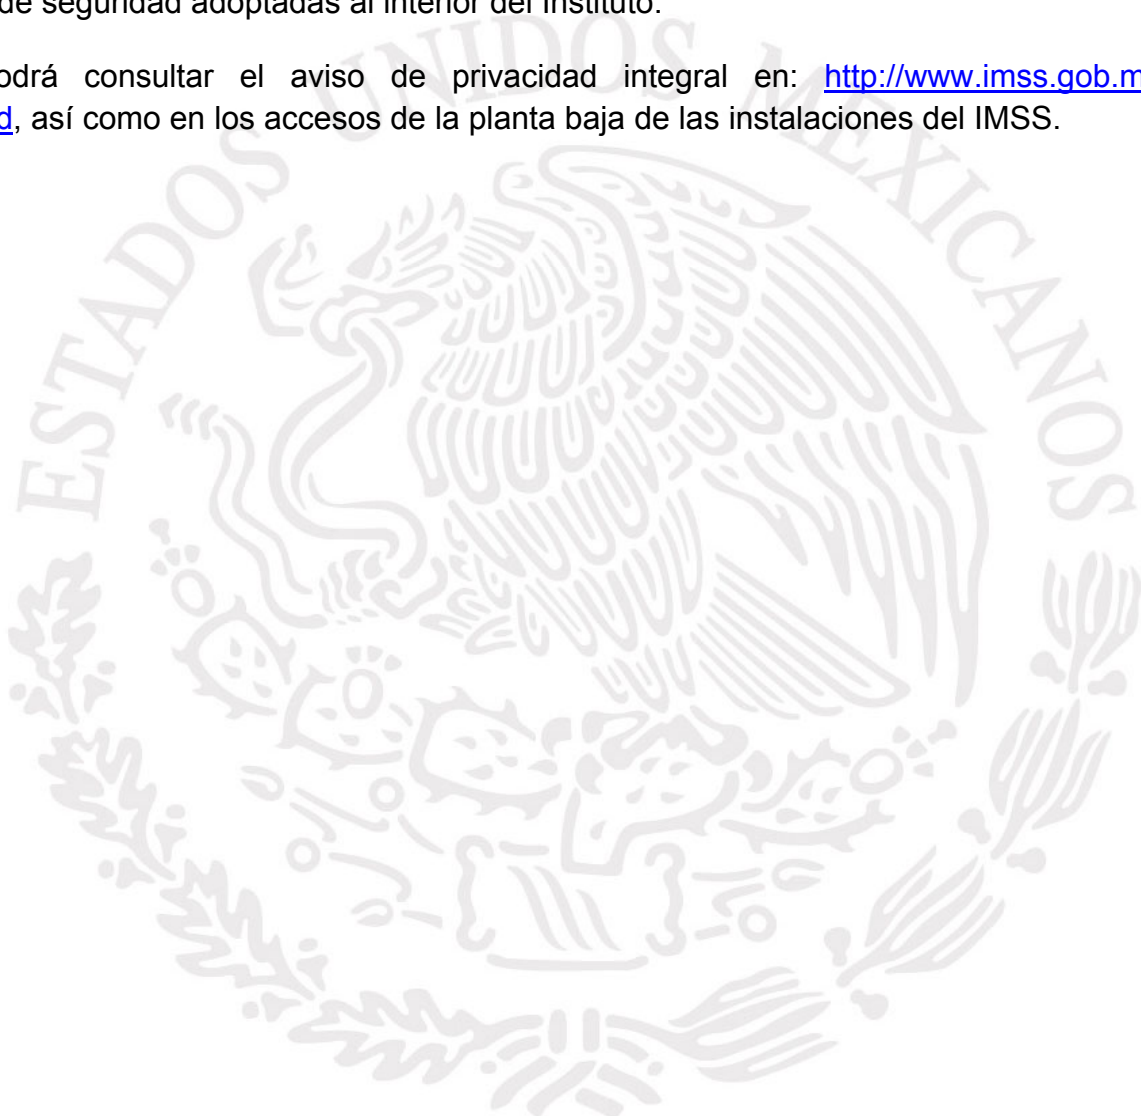 de seguridad adoptadas al interior del Instituto.
odrá consultar el aviso de privacidad integral en: http://www.imss.gob.m
d, así como en los accesos de la planta baja de las instalaciones del IMSS.
ESTADOS UNIDOS MEXICANOS